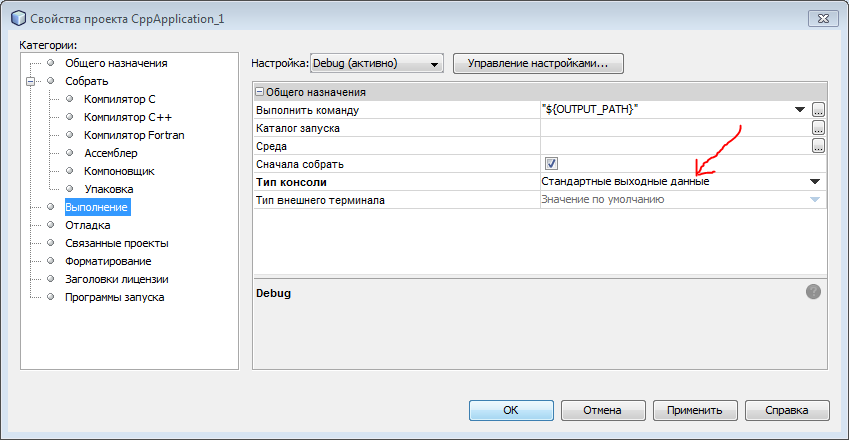 Свойства проекта CppApplication_1
Категории:
Общего назначения
Собрать
Компилятор C
Компилятор C++
Компилятор Fortran
Ассемблер
Компоновщик
Упаковка
Выполнение
Отладка
Связанные проекты
Форматирование
Заголовки лицензии
Программы запуска
Настройка: Debug (активно) Управление настройками...
Общего назначения
Выполнить команду "${OUTPUT_PATH}" ...
Каталог запуска ...
Среда ...
Сначала собрать
Тип консоли Стандартные выходные данные
Тип внешнего терминала Значение по умолчанию
Debug ?
ОК Отмена Применить Справка